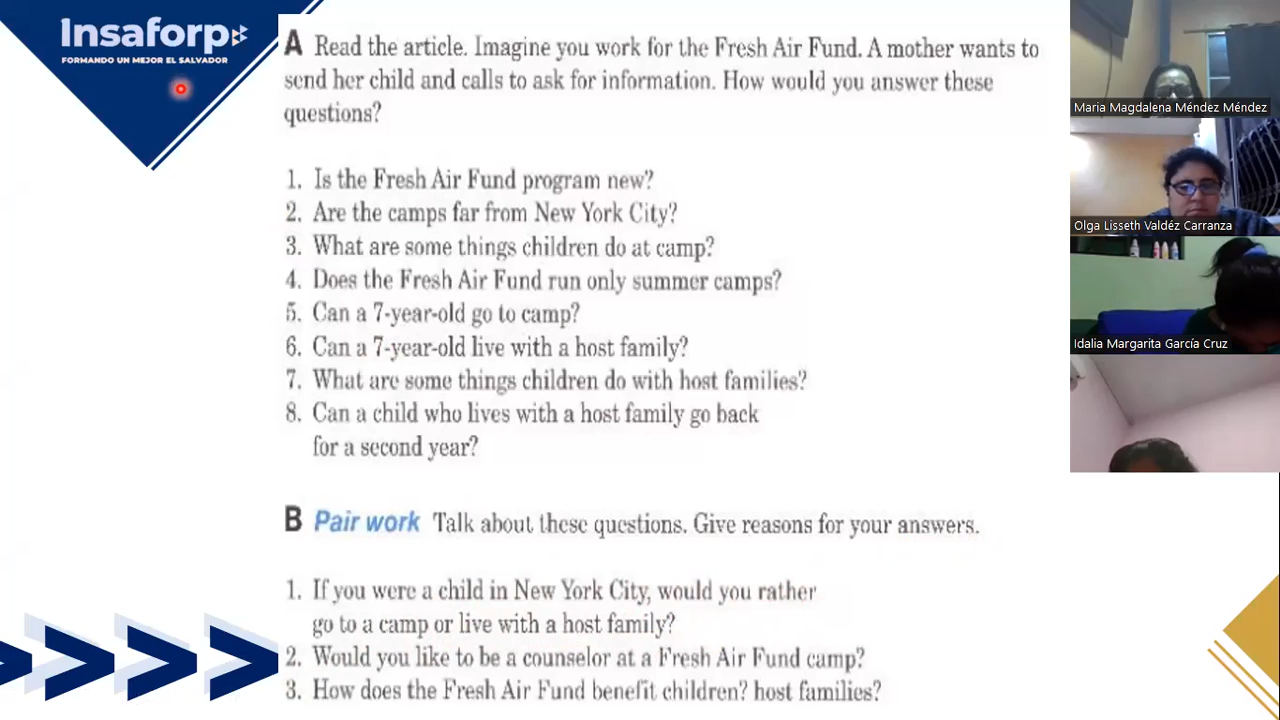 Insaforp
FORMANDO UN MEJOR EL SALVADOR
A Read the article. Imagine you work for the Fresh Air Fund. A mother wants to
send her child and calls to ask for information. How would you answer these
questions?
1. Is the Fresh Air Fund program new?
2. Are the camps far from New York City?
3. What are some things children do at camp?
4. Does the Fresh Air Fund run only summer camps?
5. Can a 7-year-old go to camp?
6. Can a 7-year-old live with a host family?
7. What are some things children do with host families?
8. Can a child who lives with a host family go back
for a second year?
B Pair work Talk about these questions. Give reasons for your answers.
1. If you were a child in New York City, would you rather
go to a camp or live with a host family?
2. Would you like to be a counselor at a Fresh Air Fund camp?
3. How does the Fresh Air Fund benefit children? host families?
Maria Magdalena Méndez Méndez
Olga Lisseth Valdéz Carranza
Idalia Margarita García Cruz